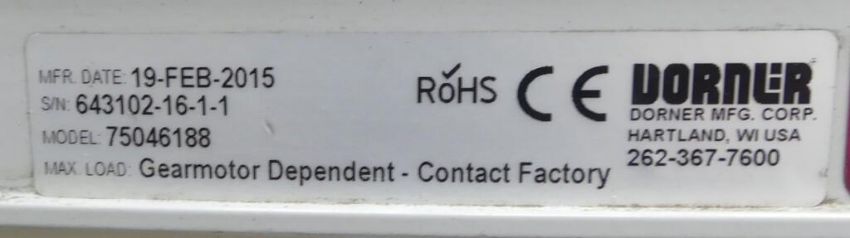 MFR. DATE: 19-FEB-2015
S/N: 643102-16-1-1
MODEL: 75046188
MAX. LOAD: Gearmotor Dependent - Contact Factory
RoHS CE
DORNER
DORNER MFG. CORP.
HARTLAND, WI USA
262-367-7600